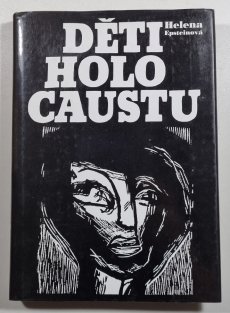 DĚTI
HOLO
CAUSTU
Helena
Epsteinová